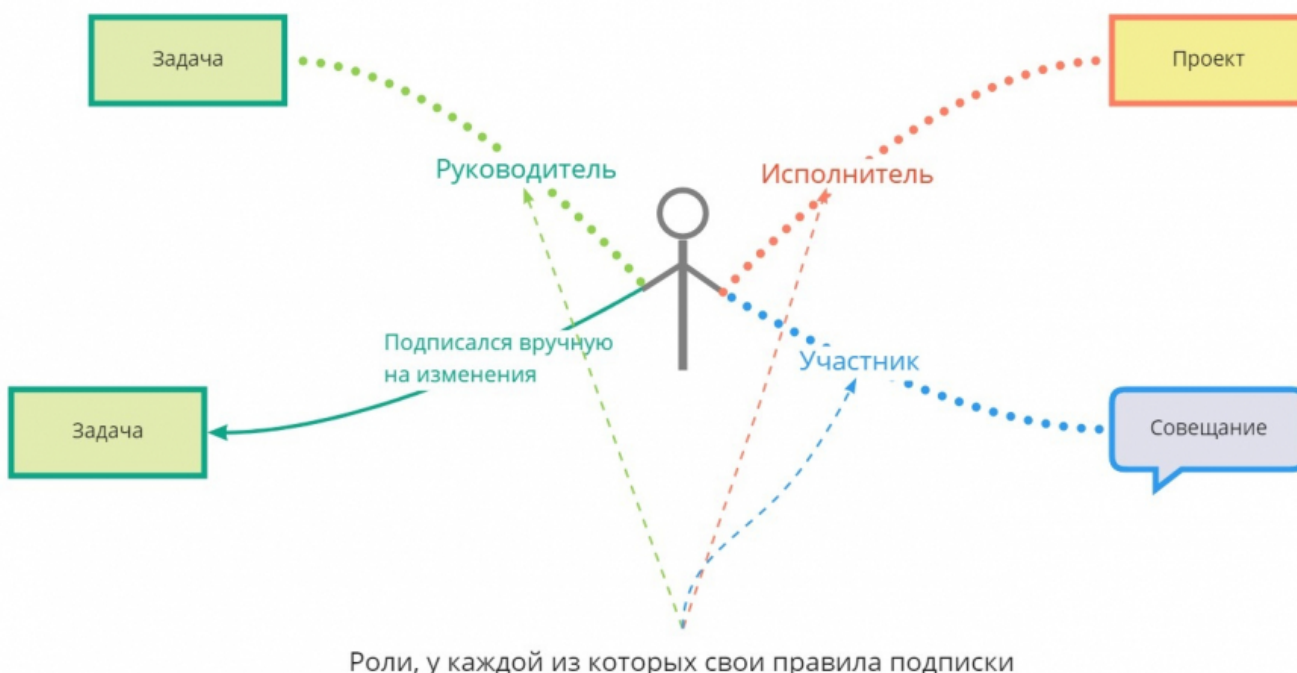 Задача
Проект
Руководитель
Исполнитель
Подписался вручную
на изменения
Участник
Задача
Совещание
Роли, у каждой из которых свои правила подписки